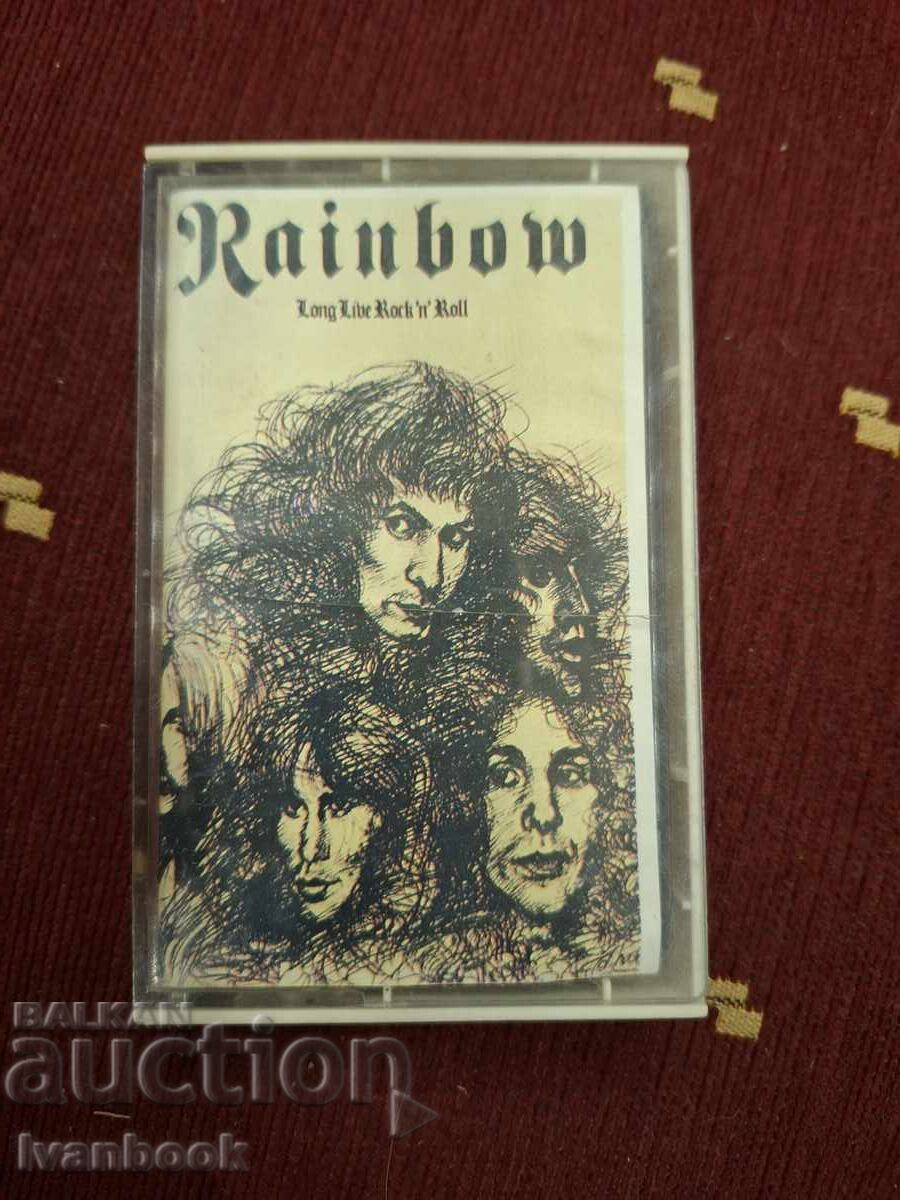 Rainbow
Long Live Rock 'n' Roll
BALKAN
auction
Ivanbook